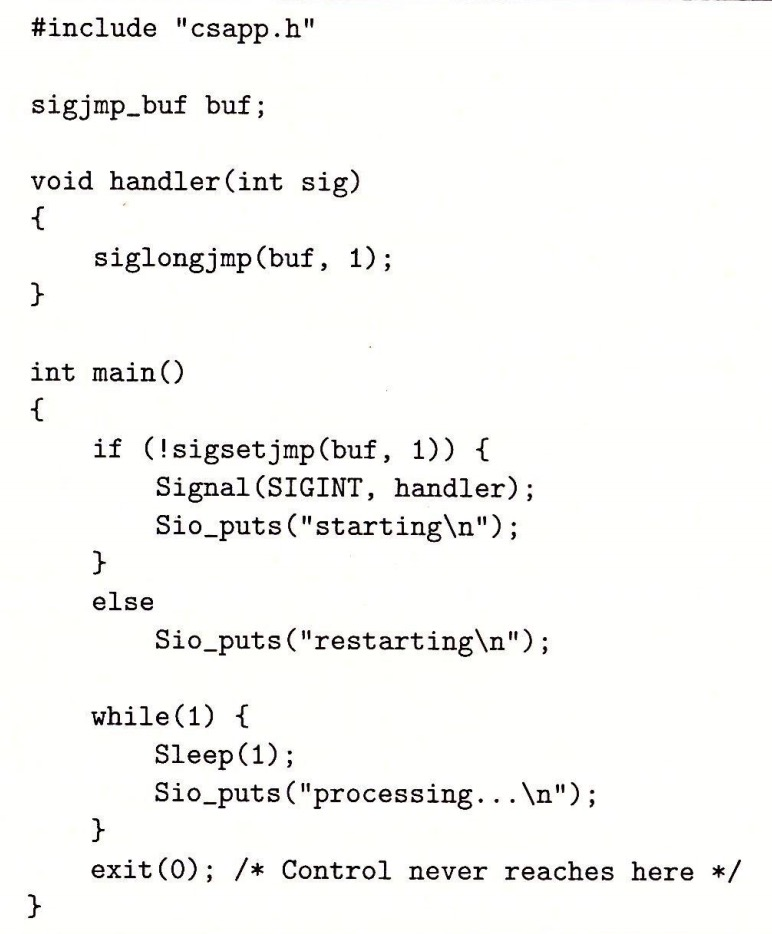 #include "csapp.h"

sigjmp_buf buf;

void handler(int sig)
{
    siglongjmp(buf, 1);
}

int main()
{
    if (!sigsetjmp(buf, 1)) {
        Signal(SIGINT, handler);
        Sio_puts("starting\n");
    }
    else
        Sio_puts("restarting\n");

    while(1) {
        Sleep(1);
        Sio_puts("processing...\n");
    }
    exit(0); /* Control never reaches here */
}